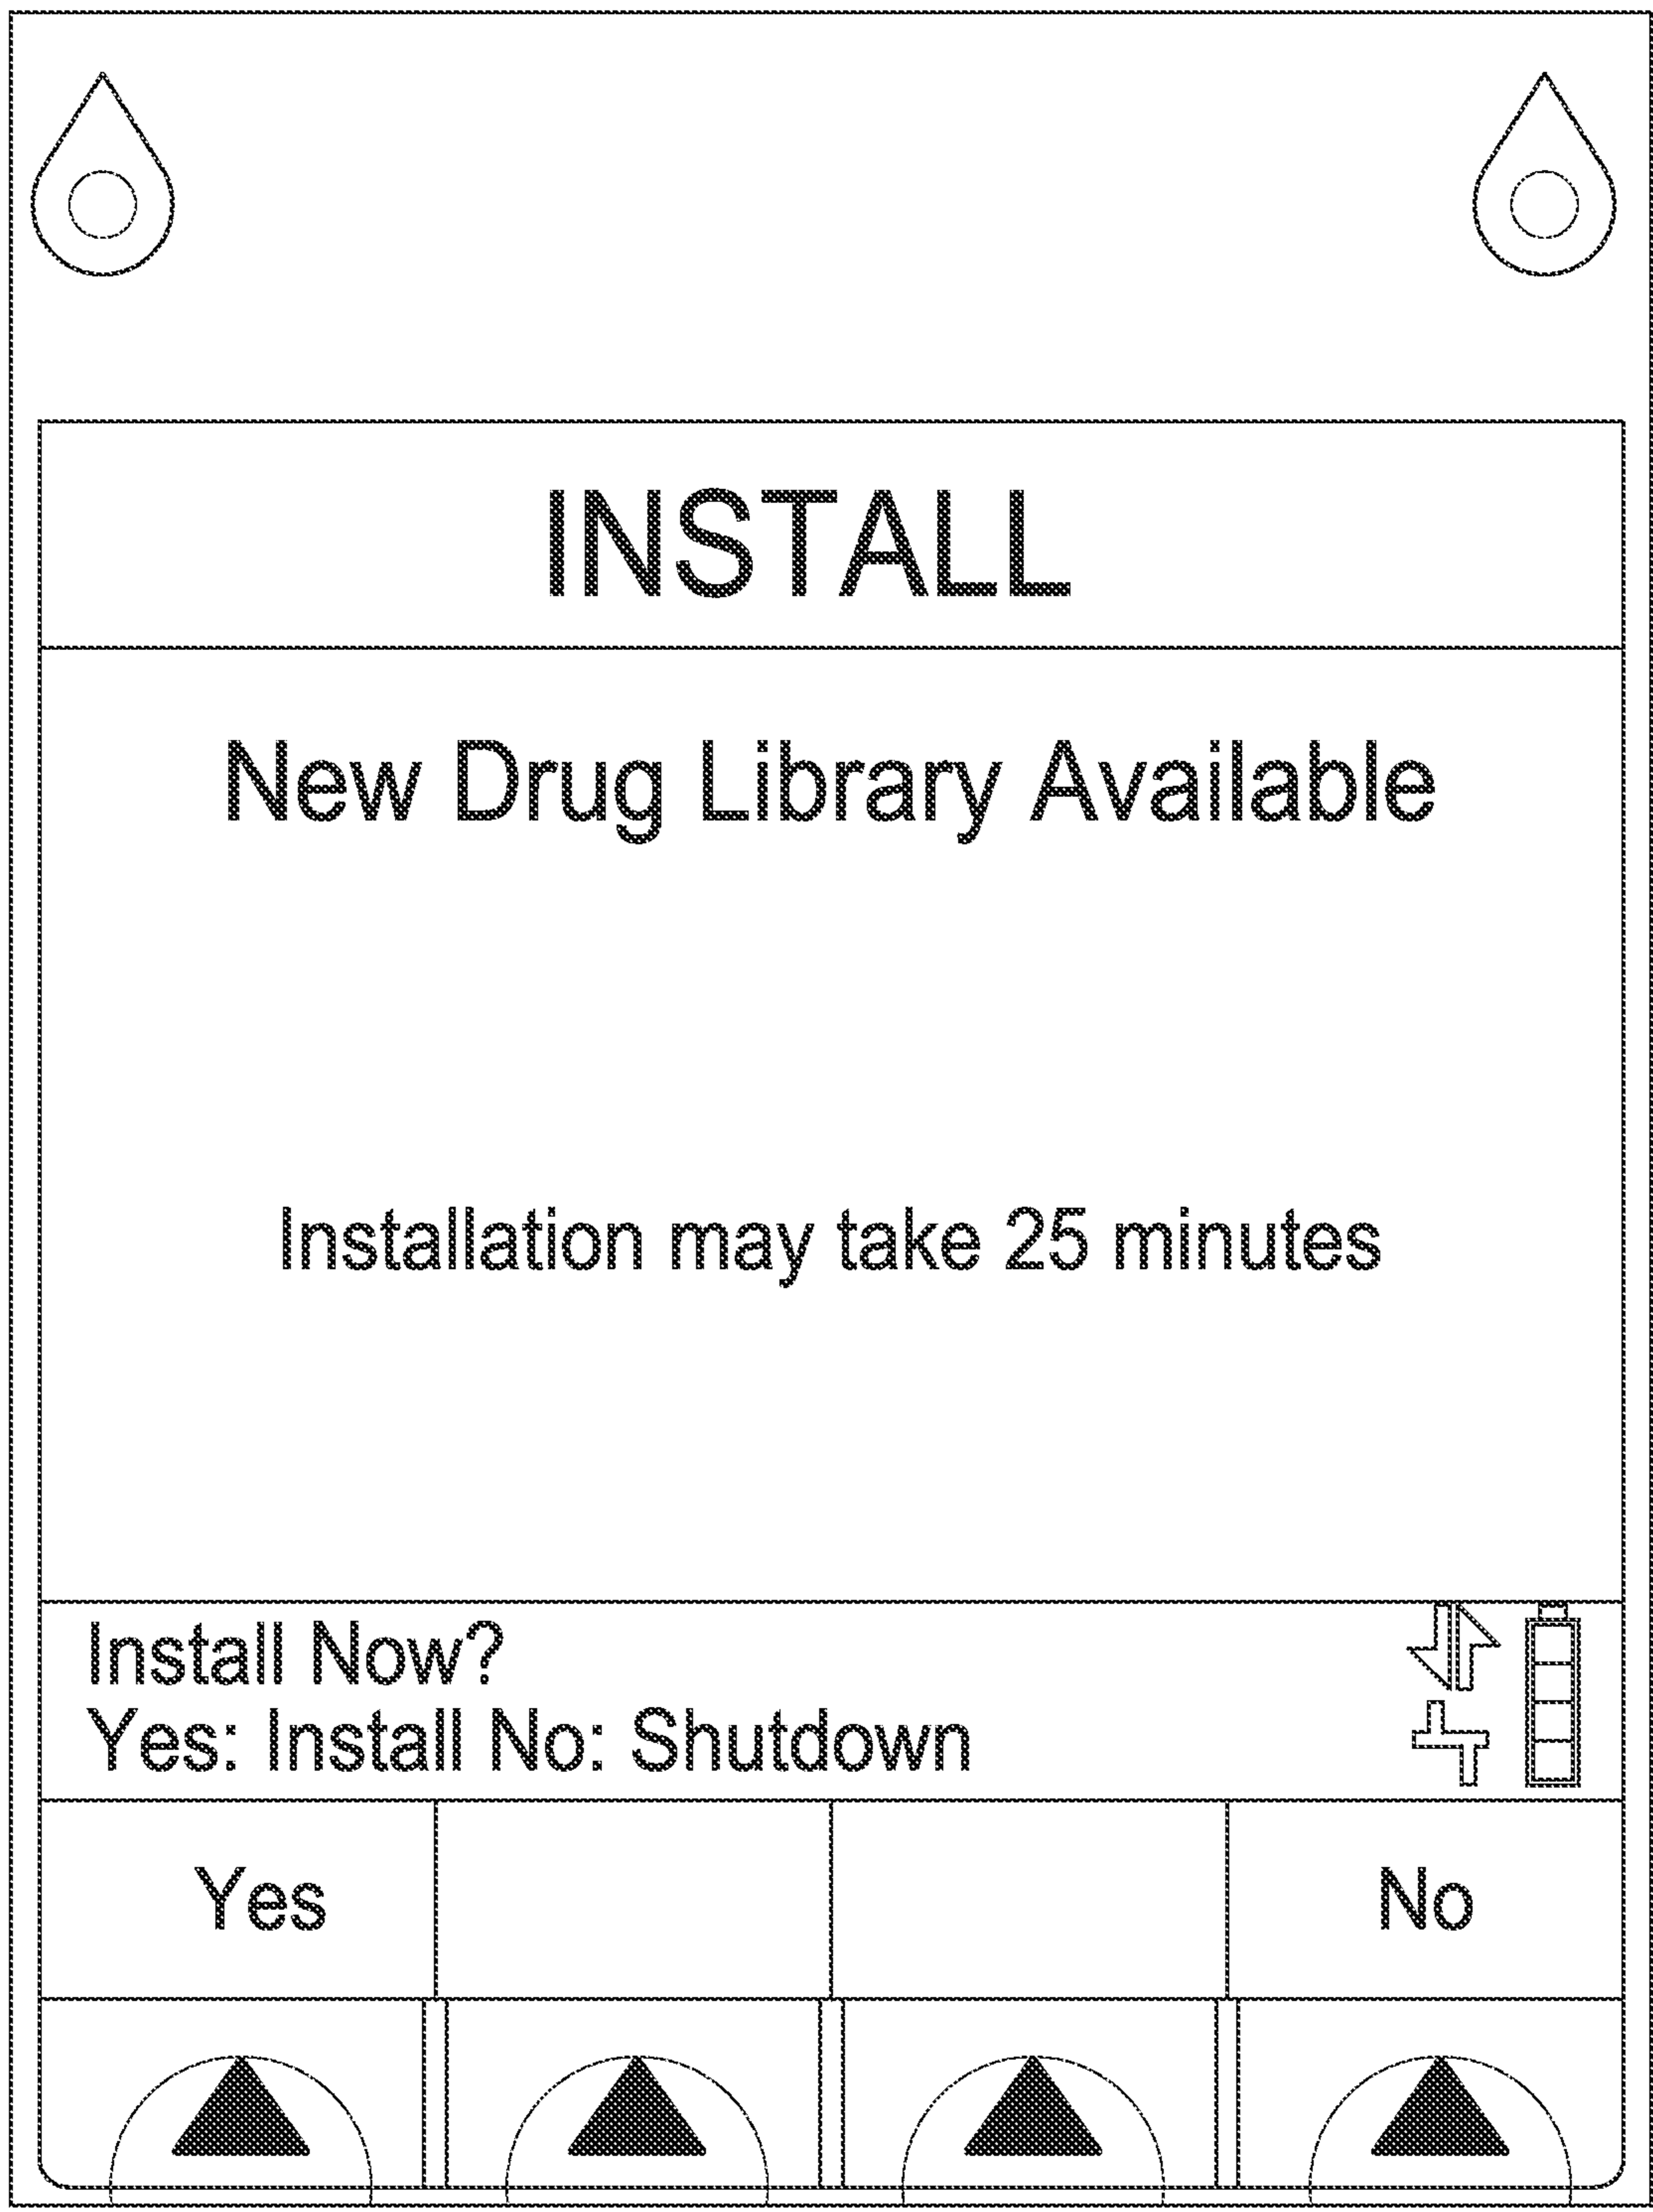 INSTALL
New Drug Library Available
Installation may take 25 minutes
Install Now?
Yes: Install No: Shutdown
Yes
No